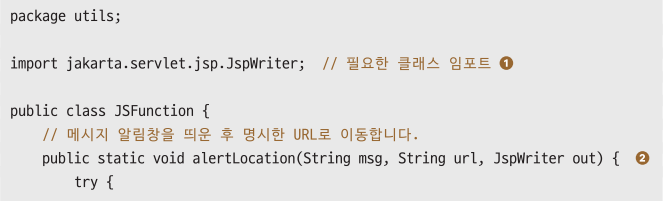 package utils;
import jakarta.servlet.jsp.JspWriter;  // 필요한 클래스 임포트 ❶
public class JSFunction {
    // 메시지 알림창을 띄운 후 명시한 URL로 이동합니다.
    public static void alertLocation(String msg, String url, JspWriter out) {  ❷
        try {